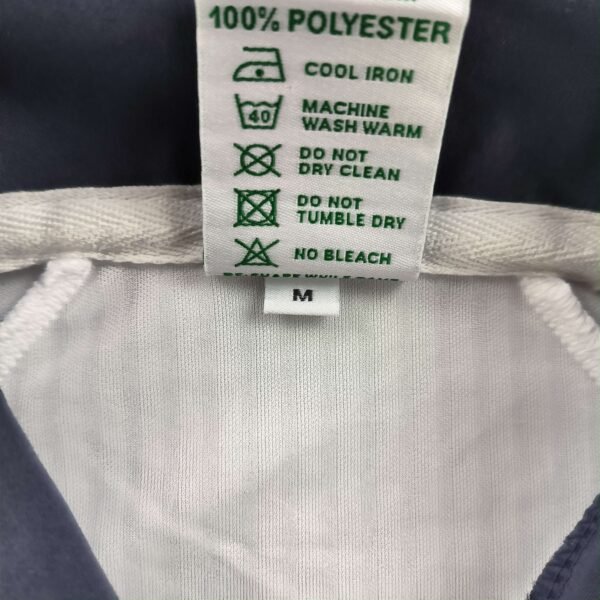 100% POLYESTER
COOL IRON
40
MACHINE
WASH WARM
DO NOT
DRY CLEAN
DO NOT
TUMBLE DRY
NO BLEACH
M